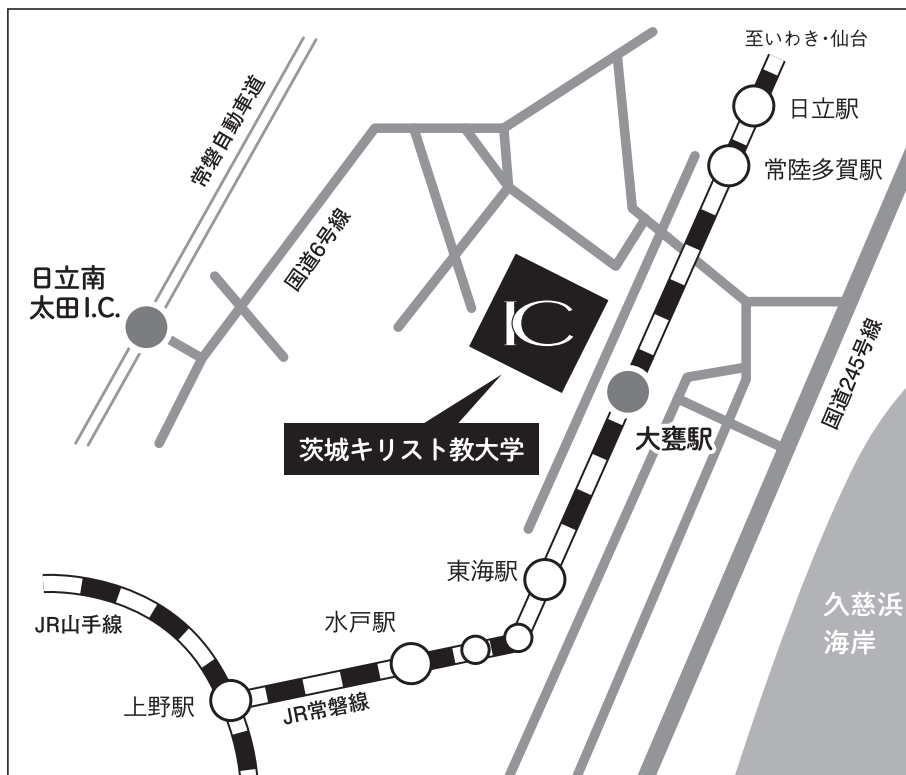 至いわき・仙台
日立駅
常陸多賀駅
常磐自動車道
国道6号線
日立南
太田I.C.
IC
国道245号線
大甕駅
茨城キリスト教大学
東海駅
久慈浜
海岸
水戸駅
JR山手線
上野駅
JR常磐線